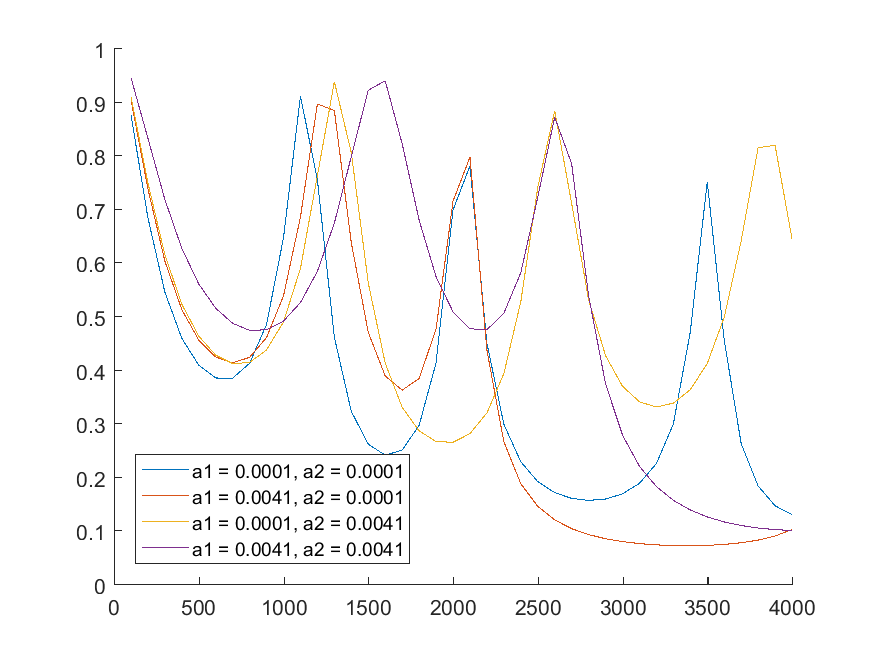 1
0.9
0.8
0.7
0.6
0.5
0.4
0.3
0.2
0.1
0
a1 = 0.0001, a2 = 0.0001
a1 = 0.0041, a2 = 0.0001
a1 = 0.0001, a2 = 0.0041
a1 = 0.0041, a2 = 0.0041
0 500 1000 1500 2000 2500 3000 3500 4000